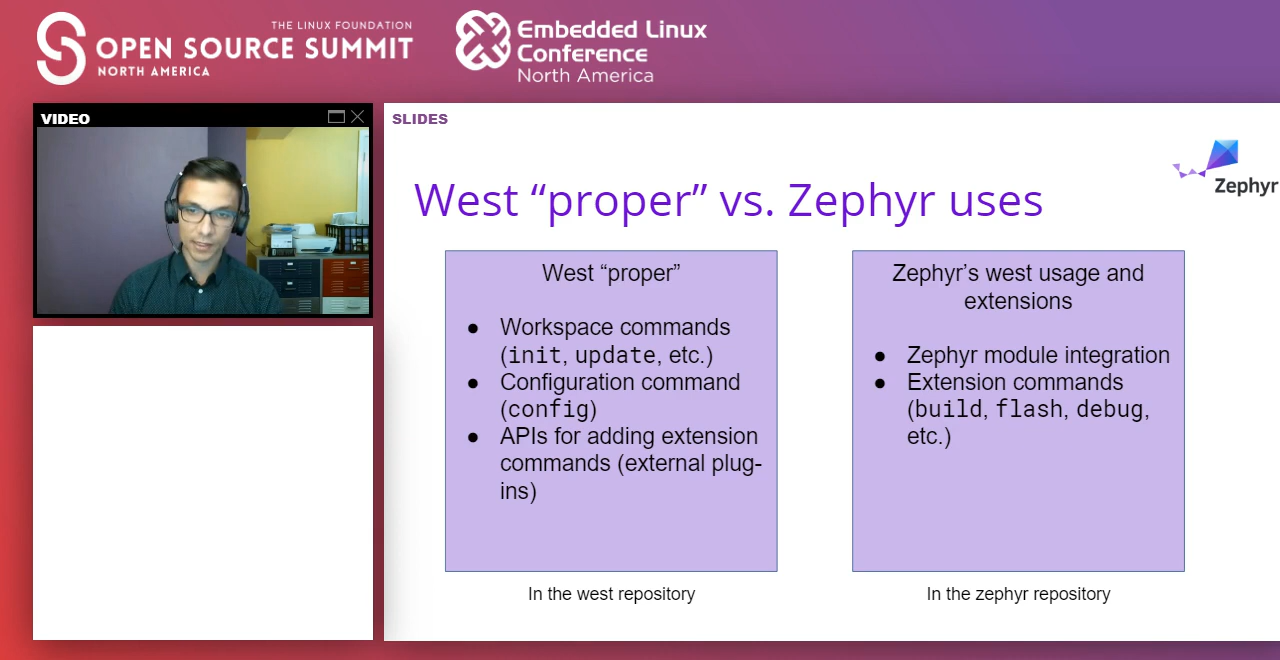 THE LINUX FOUNDATION
OPEN SOURCE SUMMIT
NORTH AMERICA
Embedded Linux
Conference
North America
VIDEO
SLIDES
Zephyr
West “proper” vs. Zephyr uses
West “proper”
● Workspace commands
(init, update, etc.)
● Configuration command
(config)
● APIs for adding extension
commands (external plug-
ins)
In the west repository
Zephyr’s west usage and
extensions
● Zephyr module integration
● Extension commands
(build, flash, debug,
etc.)
In the zephyr repository